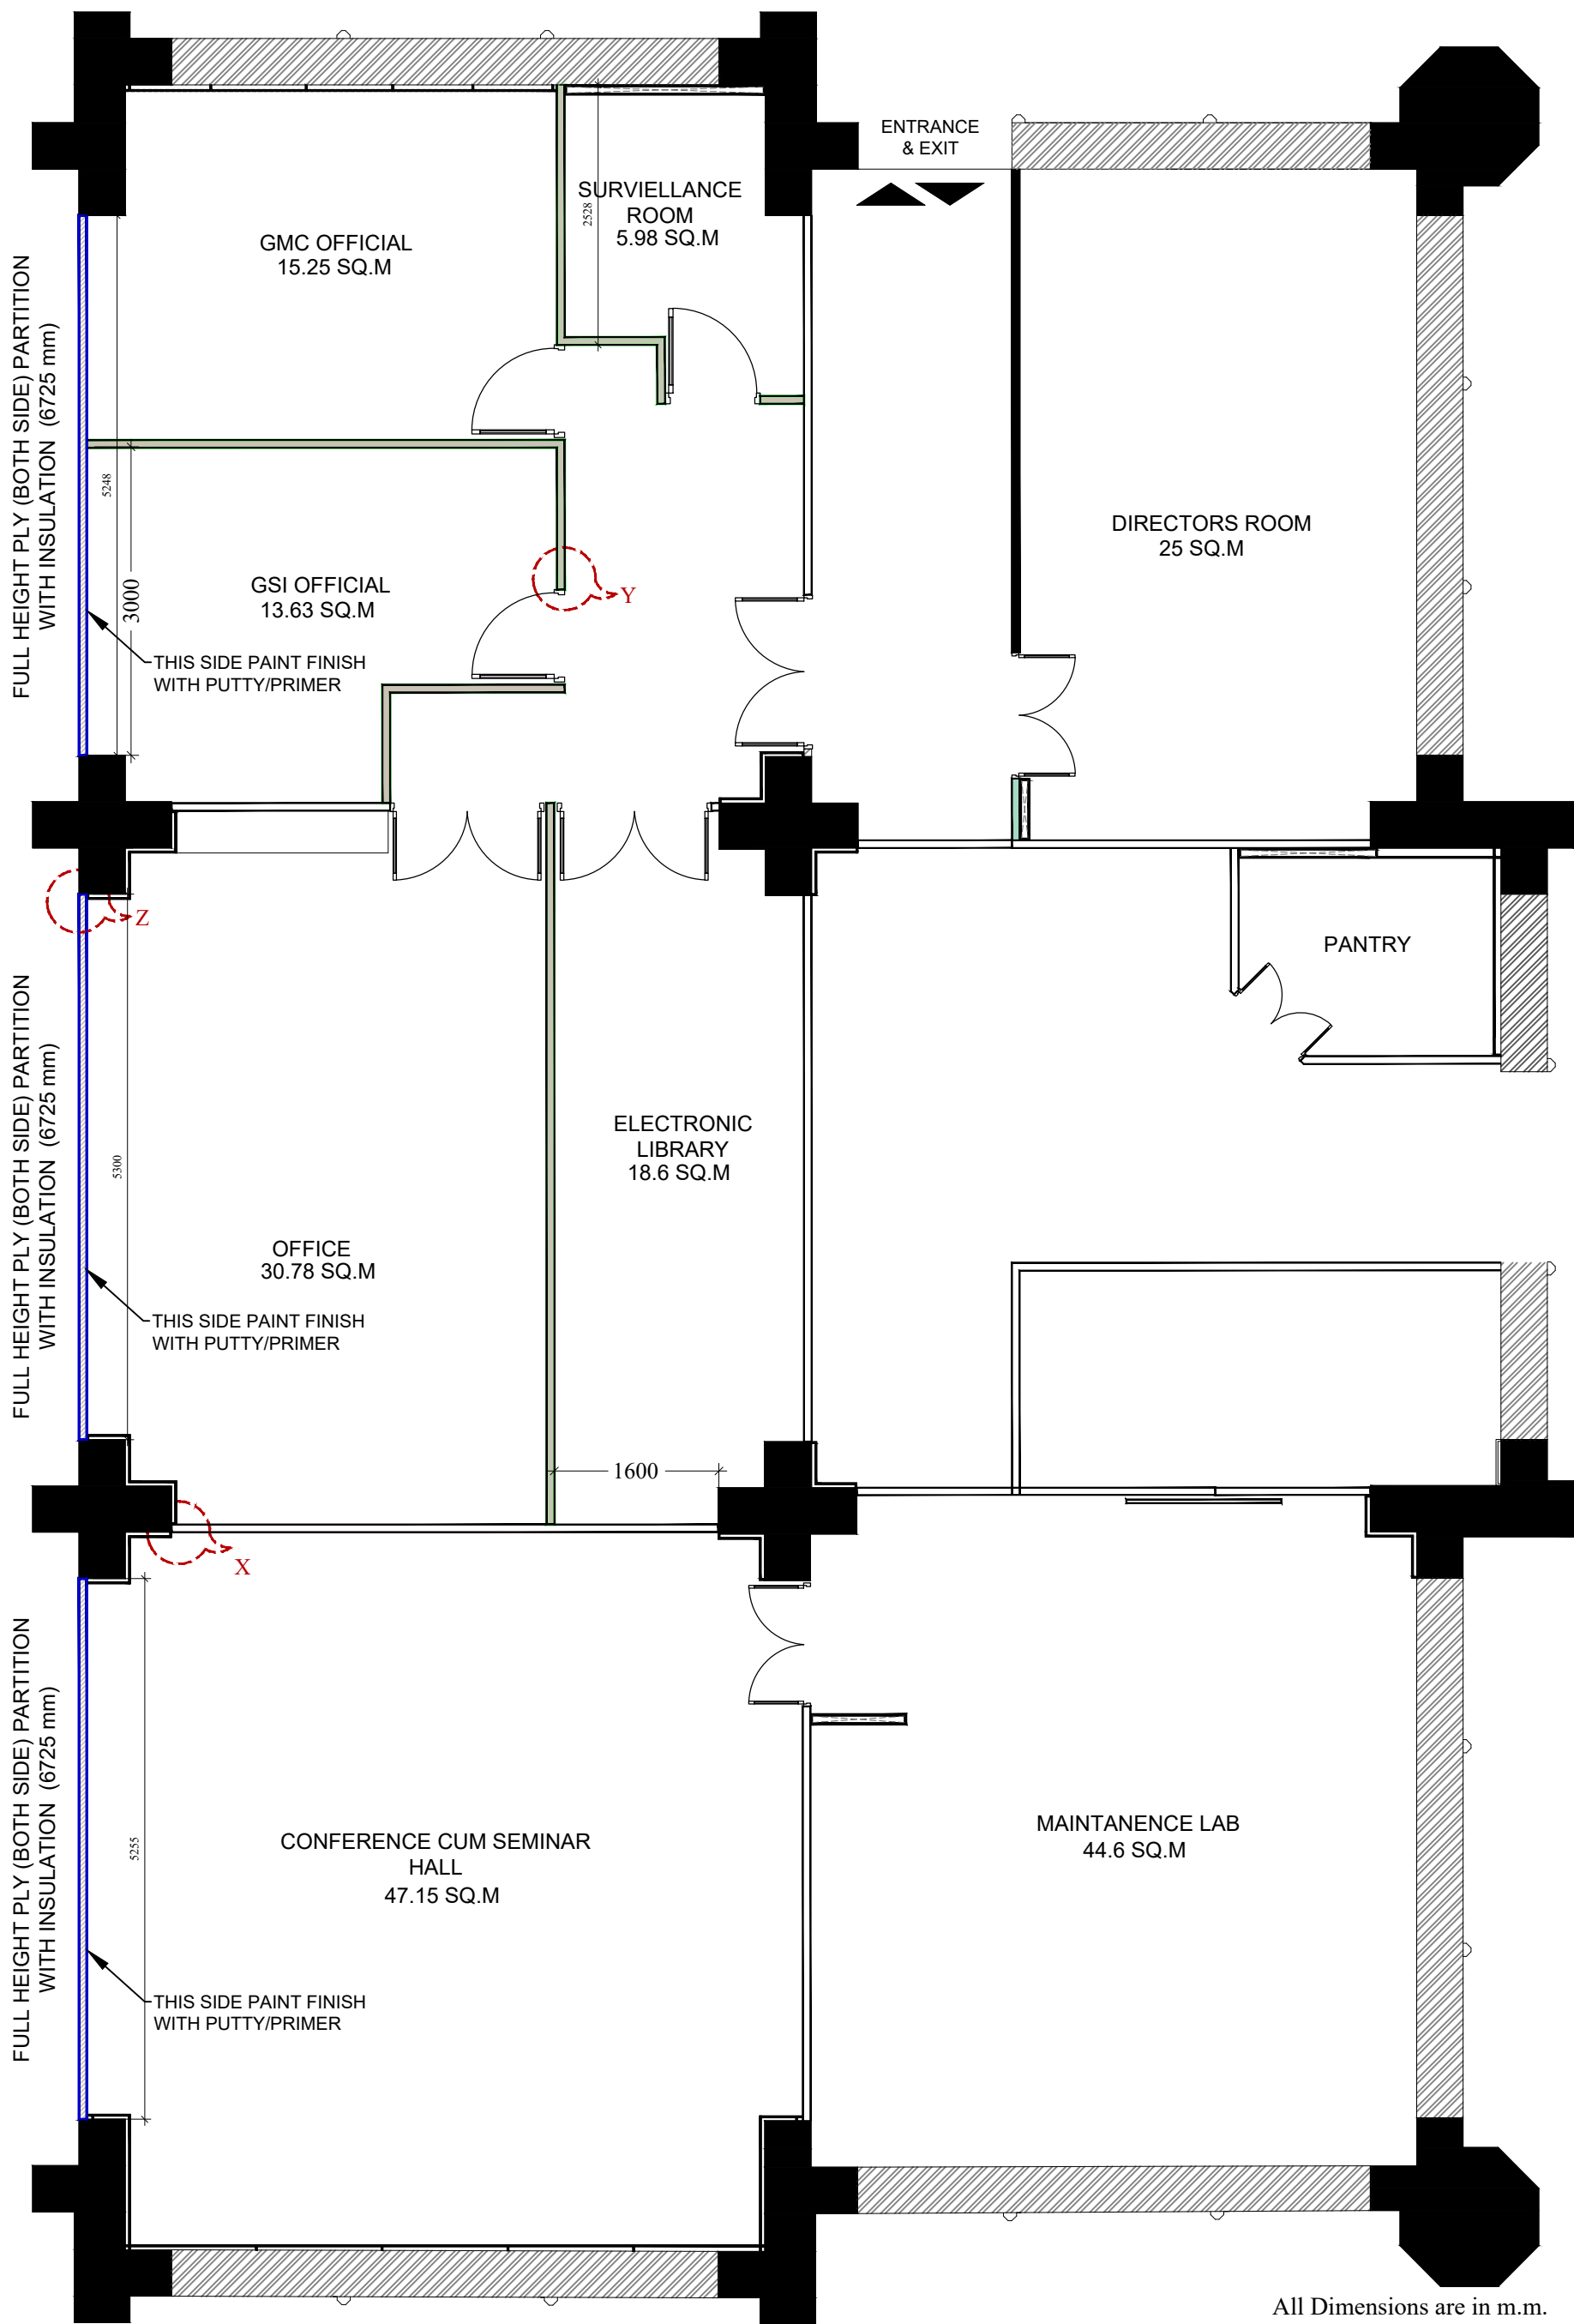 ENTRANCE
& EXIT
SURVIELLANCE
ROOM
5.98 SQ.M
2528
GMC OFFICIAL
15.25 SQ.M
FULL HEIGHT PLY (BOTH SIDE) PARTITION
WITH INSULATION (6725 mm)
5248
3000
DIRECTORS ROOM
25 SQ.M
GSI OFFICIAL
13.63 SQ.M
Y
THIS SIDE PAINT FINISH
WITH PUTTY/PRIMER
Z
PANTRY
FULL HEIGHT PLY (BOTH SIDE) PARTITION
WITH INSULATION (6725 mm)
5300
ELECTRONIC
LIBRARY
18.6 SQ.M
OFFICE
30.78 SQ.M
THIS SIDE PAINT FINISH
WITH PUTTY/PRIMER
1600
X
FULL HEIGHT PLY (BOTH SIDE) PARTITION
WITH INSULATION (6725 mm)
5255
CONFERENCE CUM SEMINAR
HALL
47.15 SQ.M
MAINTANENCE LAB
44.6 SQ.M
THIS SIDE PAINT FINISH
WITH PUTTY/PRIMER
All Dimensions are in m.m.